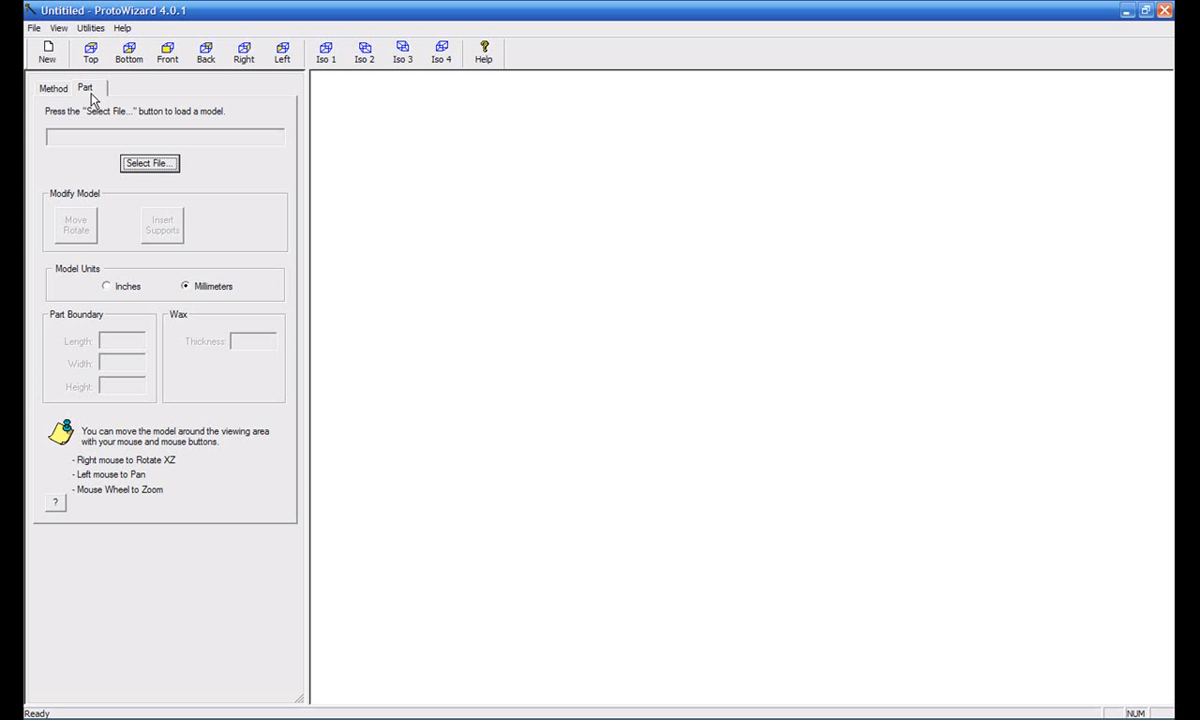 Untitiled - ProtoWizard 4.0.1
File View Utilities Help
New Top Bottom Front Back Right Left Iso 1 Iso 2 Iso 3 Iso 4 Help
Method Part
Press the "Select File..." button to load a model.
Select File...
Modify Model
Move Rotate
Insert Supports
Model Units
Inches Millimeters
Part Boundary
Length:
Width:
Height:
Wax
Thickness:
You can move the model around the viewing area
with your mouse and mouse buttons.
- Right mouse to Rotate XZ
- Left mouse to Pan
- Mouse Wheel to Zoom
?
Ready NUM